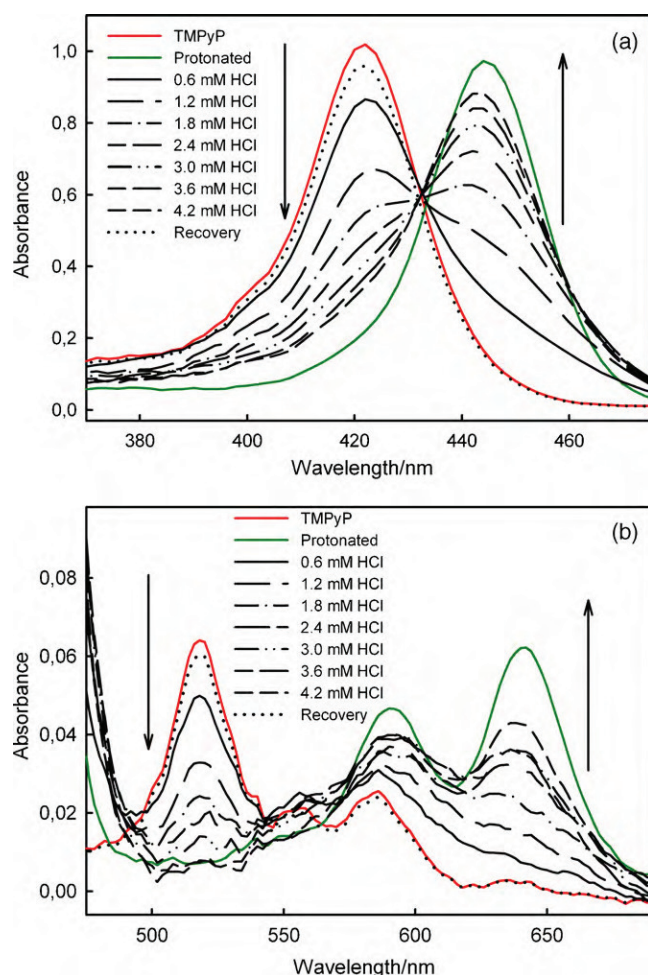 (a)
TMPyP
Protonated
0.6 mM HCl
1.2 mM HCl
1.8 mM HCl
2.4 mM HCl
3.0 mM HCl
3.6 mM HCl
4.2 mM HCl
Recovery
1,0
0,8
0,6
0,4
0,2
0,0
Absorbance
380 400 420 440 460
Wavelength/nm
(b)
TMPyP
Protonated
0.6 mM HCl
1.2 mM HCl
1.8 mM HCl
2.4 mM HCl
3.0 mM HCl
3.6 mM HCl
4.2 mM HCl
Recovery
0,08
0,06
0,04
0,02
0,00
Absorbance
500 550 600 650
Wavelength/nm